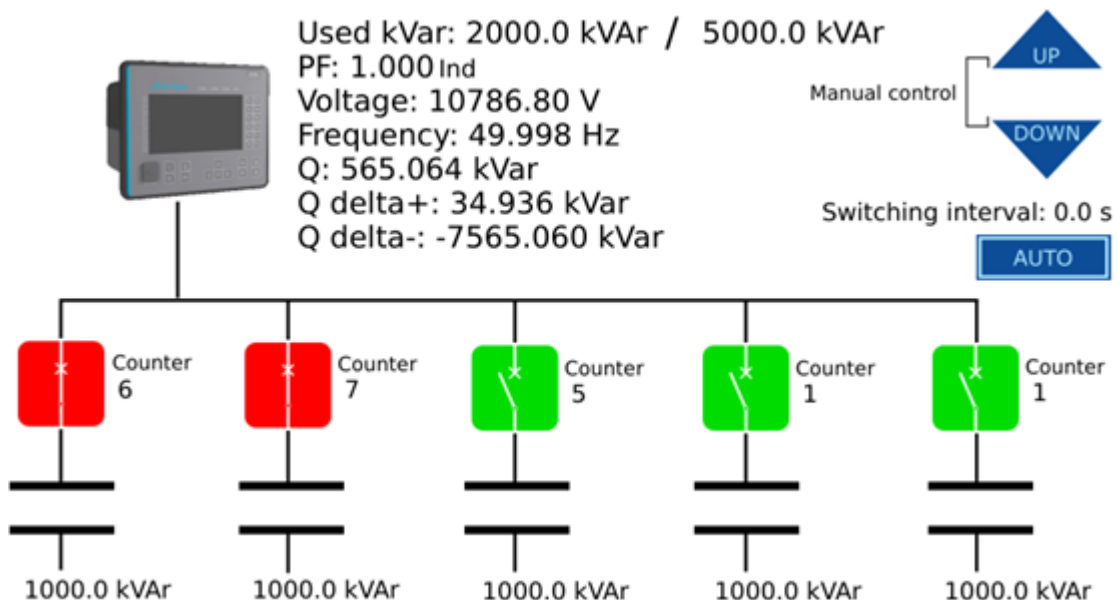 Used kVar: 2000.0 kVAr / 5000.0 kVAr
PF: 1.000 Ind
Voltage: 10786.80 V
Frequency: 49.998 Hz
Q: 565.064 kVar
Q delta+: 34.936 kVar
Q delta-: -7565.060 kVar
UP
Manual control
DOWN
Switching interval: 0.0 s
AUTO
Counter
6
Counter
7
Counter
5
Counter
1
Counter
1
1000.0 kVAr
1000.0 kVAr
1000.0 kVAr
1000.0 kVAr
1000.0 kVAr